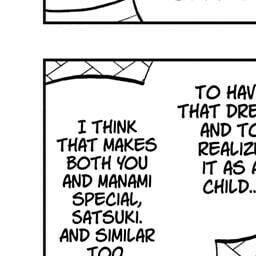 TO HAV
THAT DRE
AND TO
REALIZ
IT AS A
CHILD..
I THINK
THAT MAKES
BOTH YOU
AND MANAMI
SPECIAL,
SATSUKI.
AND SIMILAR
TOO